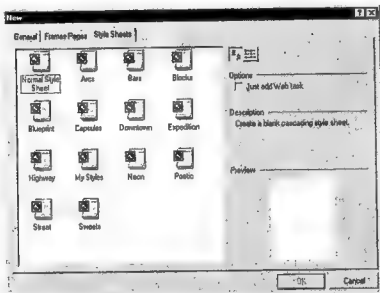 New
General Frames Pages Style Sheets
Normal Style Sheet
Arcs
Bars
Blocks
Blueprint
Capsules
Downtown
Expedition
Highway
My Styles
Neon
Poetic
Street
Sweets
Options
Just add Web task
Description
Create a blank cascading style sheet.
Preview
OK Cancel